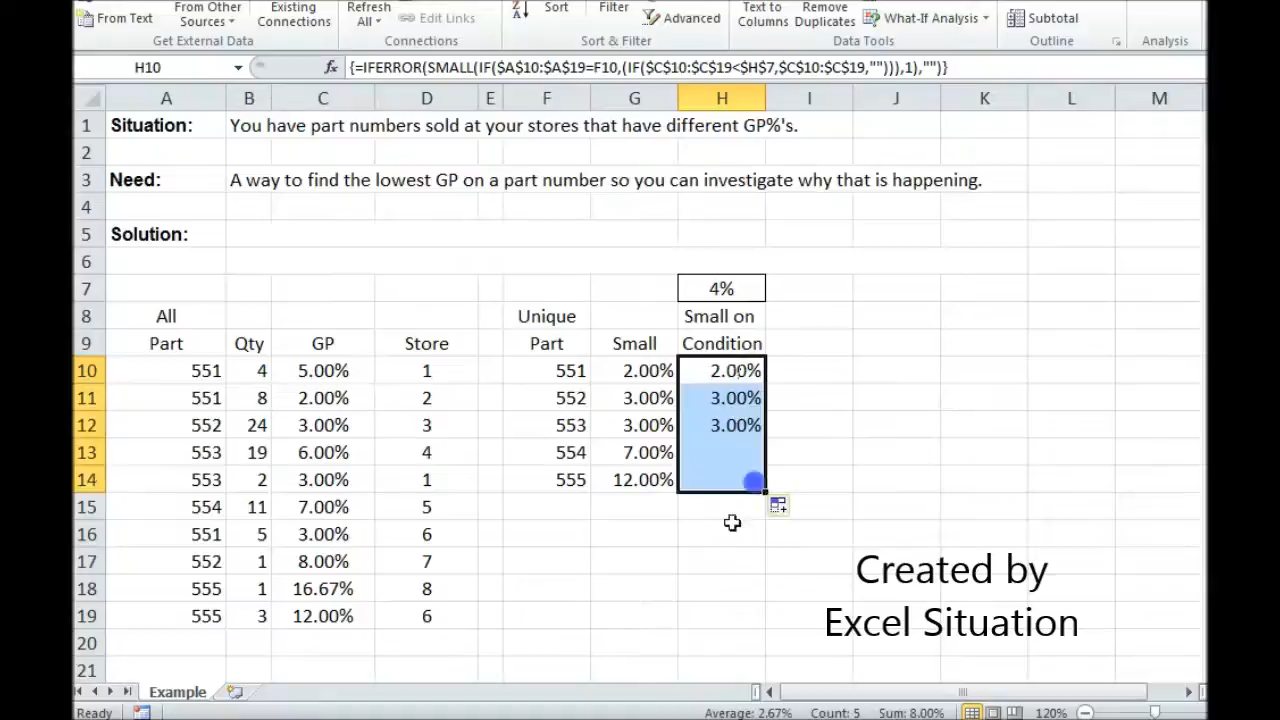 From Text
From Other
Sources
Existing
Connections
Refresh
All
Edit Links
Sort
Filter
Advanced
Text to
Columns
Remove
Duplicates
What-If Analysis
Subtotal
Get External Data
Connections
Sort & Filter
Data Tools
Outline
Analysis
H10 fx {=IFERROR(SMALL(IF($A$10:$A$19=F10,(IF($C$10:$C$19<$H$7,$C$10:$C$19,""))),1),"")}
A B C D E F G H I J K L M
1 Situation: You have part numbers sold at your stores that have different GP%'s.
2
3 Need: A way to find the lowest GP on a part number so you can investigate why that is happening.
4
5 Solution:
6
7 4%
8 All Unique Small on
9 Part Qty GP Store Part Small Condition
10 551 4 5.00% 1 551 2.00% 2.00%
11 551 8 2.00% 2 552 3.00% 3.00%
12 552 24 3.00% 3 553 3.00% 3.00%
13 553 19 6.00% 4 554 7.00%
14 553 2 3.00% 1 555 12.00%
15 554 11 7.00% 5
16 551 5 3.00% 6
17 552 1 8.00% 7
18 555 1 16.67% 8
19 555 3 12.00% 6
20
21
Created by
Excel Situation
Example
Ready Average: 2.67% Count: 5 Sum: 8.00% 120%